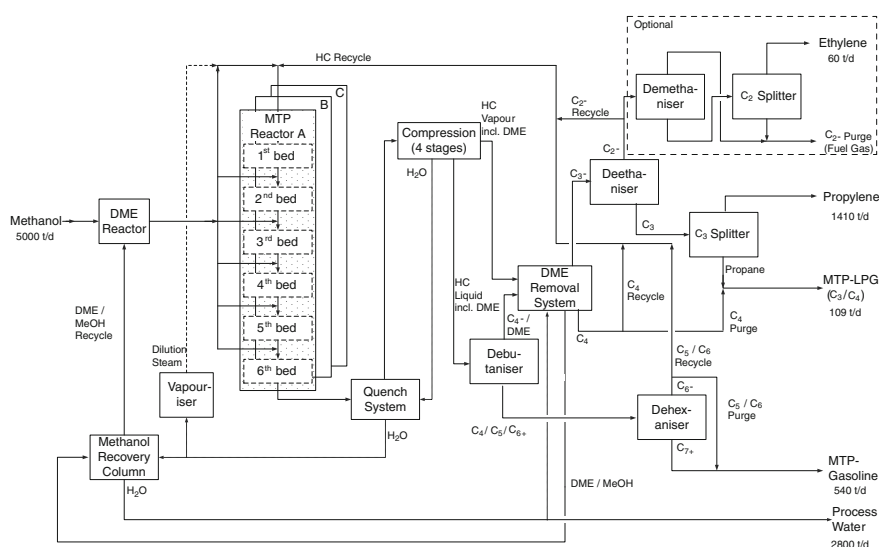 Optional
Ethylene
60 t/d
Demetha-
niser
C2 Splitter
C2- Purge
(Fuel Gas)
HC Recycle
C2-
Recycle
C2-
C
B
MTP
Reactor A
1st bed
2nd bed
3rd bed
4th bed
5th bed
6th bed
HC
Vapour
incl. DME
Compression
(4 stages)
H2O
C3-
Deetha-
niser
C3
Propylene
1410 t/d
C3 Splitter
Propane
MTP-LPG
(C3/C4)
109 t/d
Methanol
5000 t/d
DME
Reactor
DME /
MeOH
Recycle
Dilution
Steam
Vapour-
iser
HC
Liquid
incl. DME
DME
Removal
System
C4
Recycle
C4
C4
Purge
C4- /
DME
Debu-
taniser
C4/ C5/ C6+
C5 / C6
Recycle
C6-
C5 / C6
Purge
Dehex-
aniser
C7+
Quench
System
H2O
Methanol
Recovery
Column
H2O
DME / MeOH
MTP-
Gasoline
540 t/d
Process
Water
2800 t/d